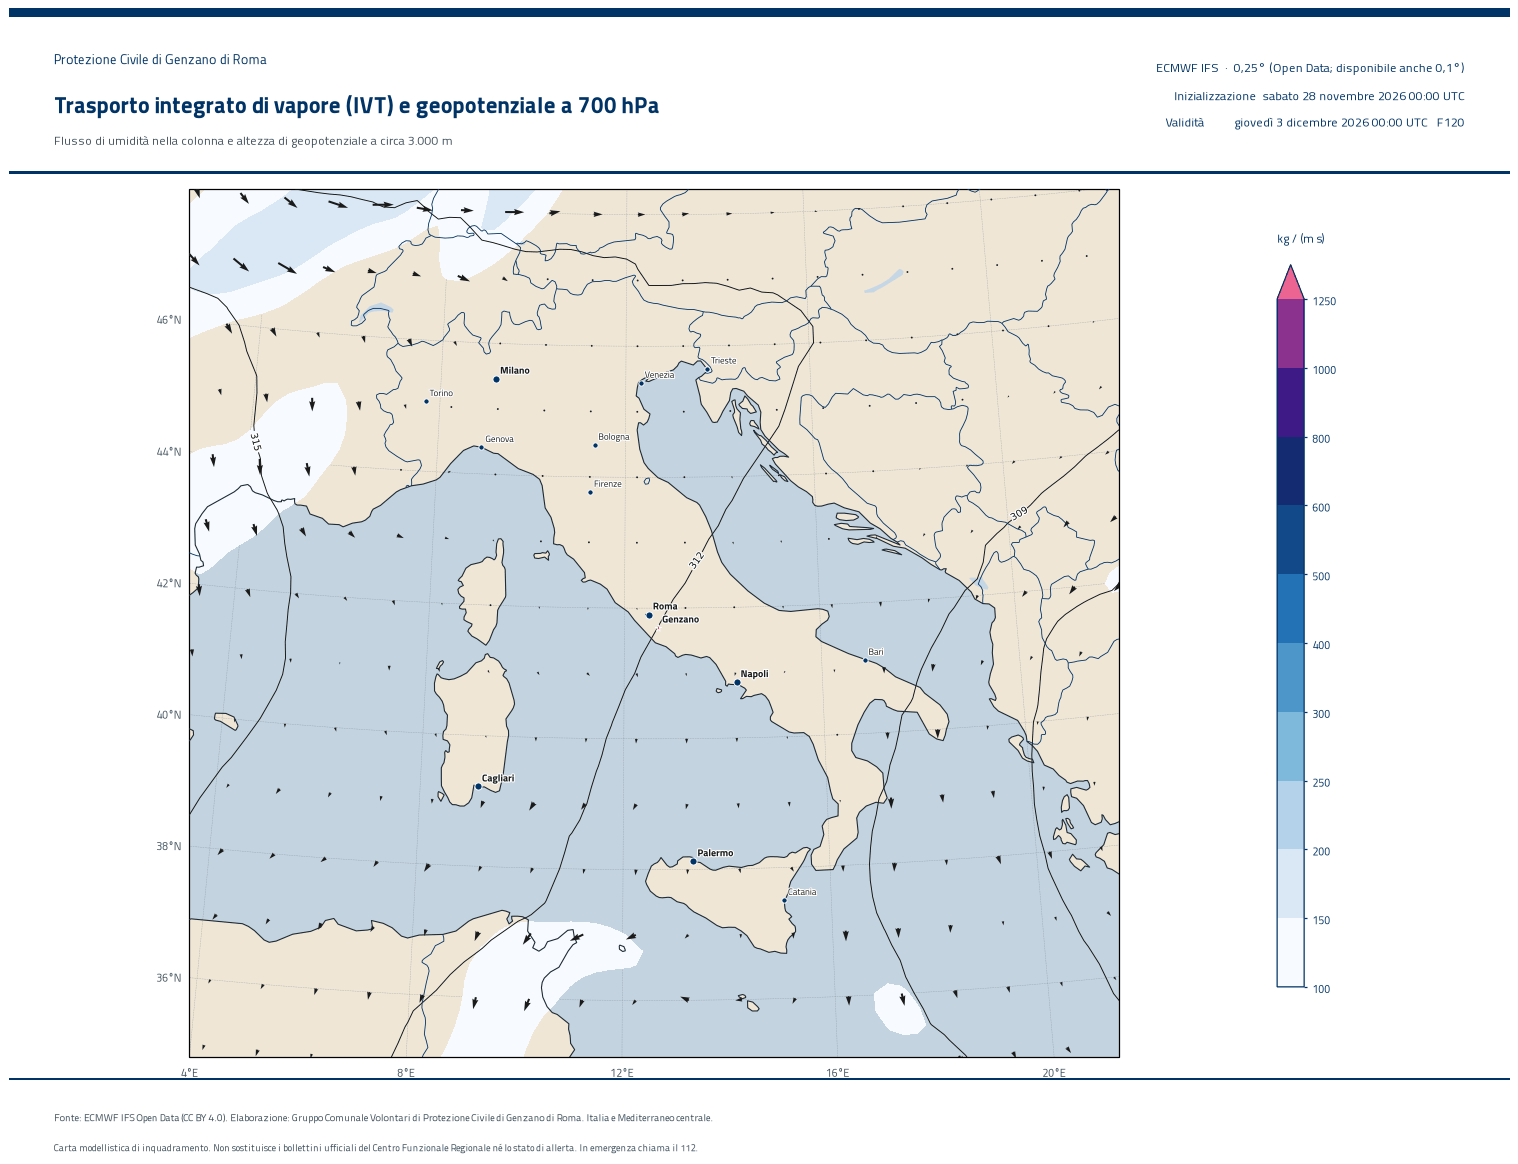 Protezione Civile di Genzano di Roma
Trasporto integrato di vapore (IVT) e geopotenziale a 700 hPa
Flusso di umidità nella colonna e altezza di geopotenziale a circa 3.000 m
ECMWF IFS · 0,25° (Open Data; disponibile anche 0,1°)
Inizializzazione sabato 28 novembre 2026 00:00 UTC
Validità giovedì 3 dicembre 2026 00:00 UTC F120
kg / (m s)
1250
1000
800
600
500
400
300
250
200
150
100
46°N
44°N
42°N
40°N
38°N
36°N
4°E
8°E
12°E
16°E
20°E
Trieste
Milano
Venezia
Torino
Genova
Bologna
315
Firenze
309
312
Roma
Genzano
Bari
Napoli
Cagliari
Palermo
Catania
Fonte: ECMWF IFS Open Data (CC BY 4.0). Elaborazione: Gruppo Comunale Volontari di Protezione Civile di Genzano di Roma. Italia e Mediterraneo centrale.
Carta modellistica di inquadramento. Non sostituisce i bollettini ufficiali del Centro Funzionale Regionale né lo stato di allerta. In emergenza chiama il 112.